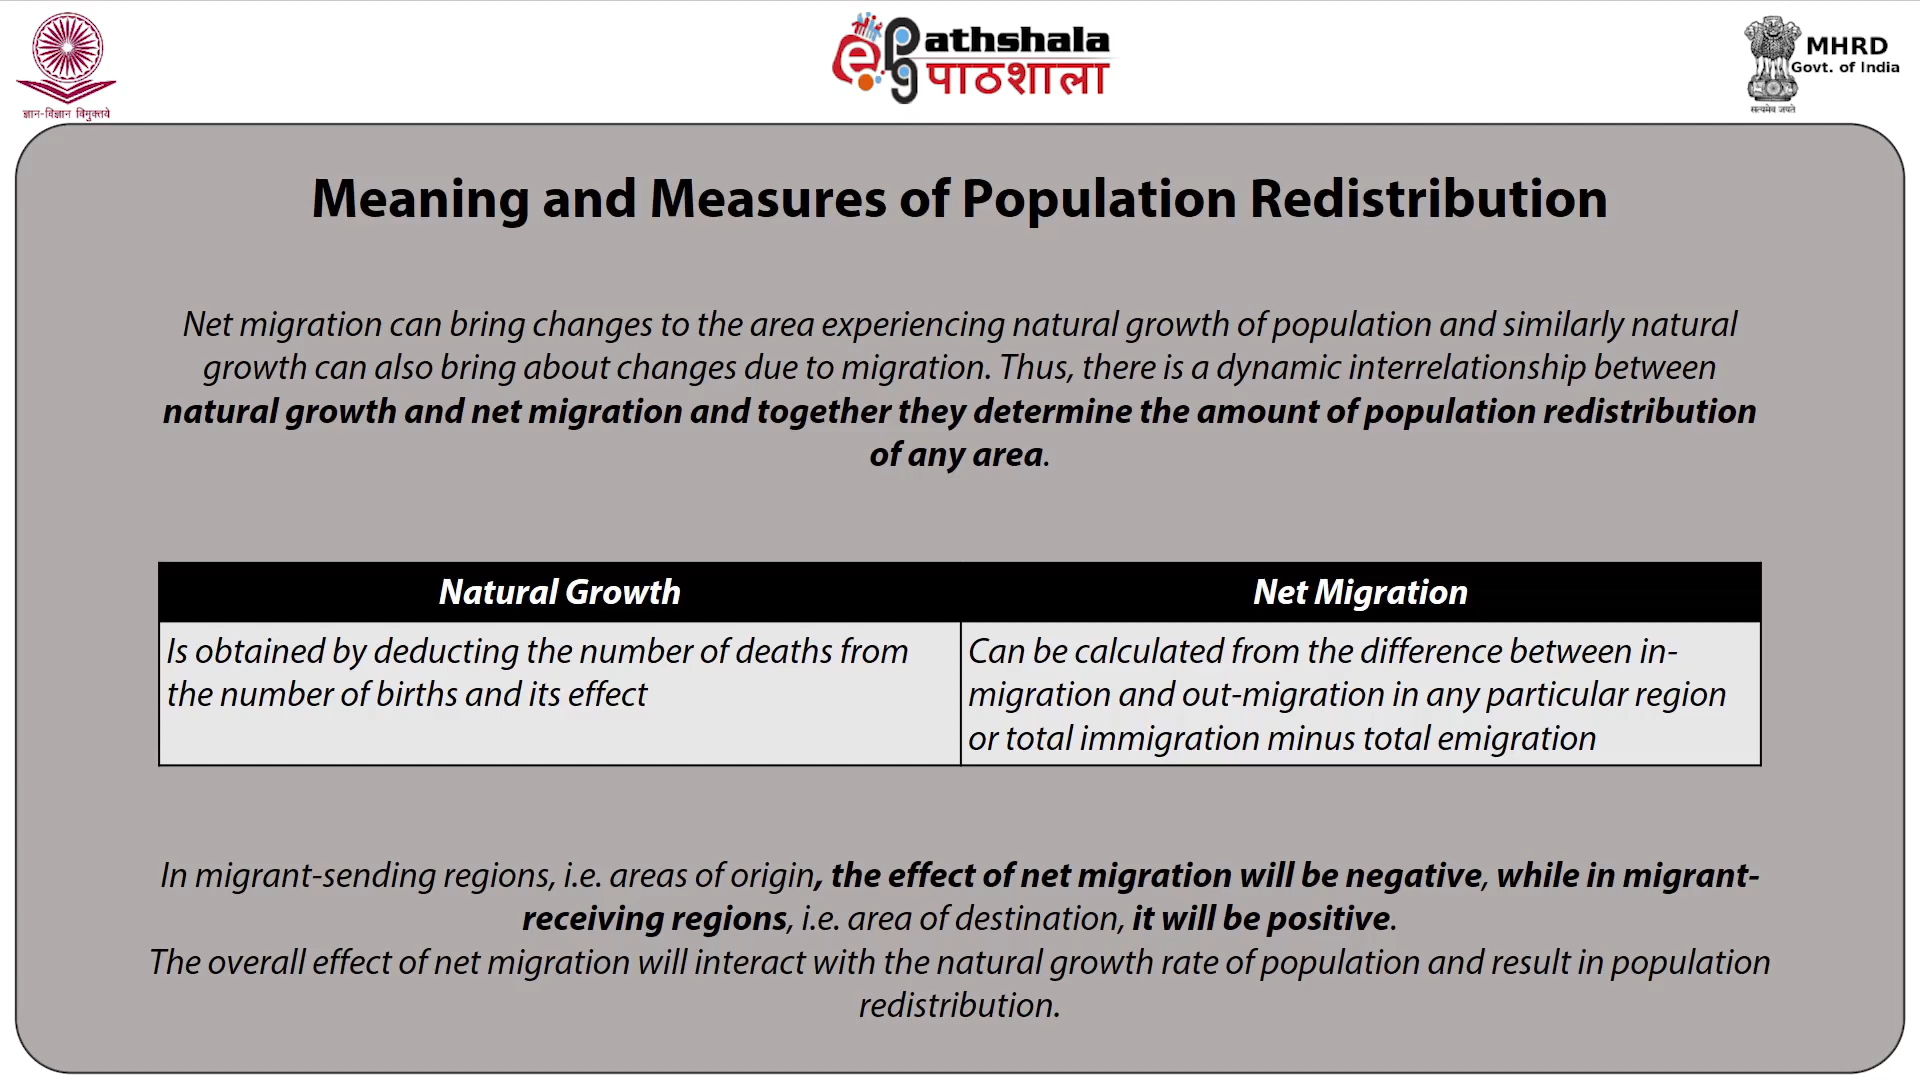 ज्ञान-विज्ञान विमुक्तये
e Pg athshala
पाठशाला
MHRD
Govt. of India
सत्यमेव जयते
Meaning and Measures of Population Redistribution
Net migration can bring changes to the area experiencing natural growth of population and similarly natural
growth can also bring about changes due to migration. Thus, there is a dynamic interrelationship between
natural growth and net migration and together they determine the amount of population redistribution
of any area.
Natural Growth
Net Migration
Is obtained by deducting the number of deaths from
the number of births and its effect
Can be calculated from the difference between in-
migration and out-migration in any particular region
or total immigration minus total emigration
In migrant-sending regions, i.e. areas of origin, the effect of net migration will be negative, while in migrant-
receiving regions, i.e. area of destination, it will be positive.
The overall effect of net migration will interact with the natural growth rate of population and result in population
redistribution.